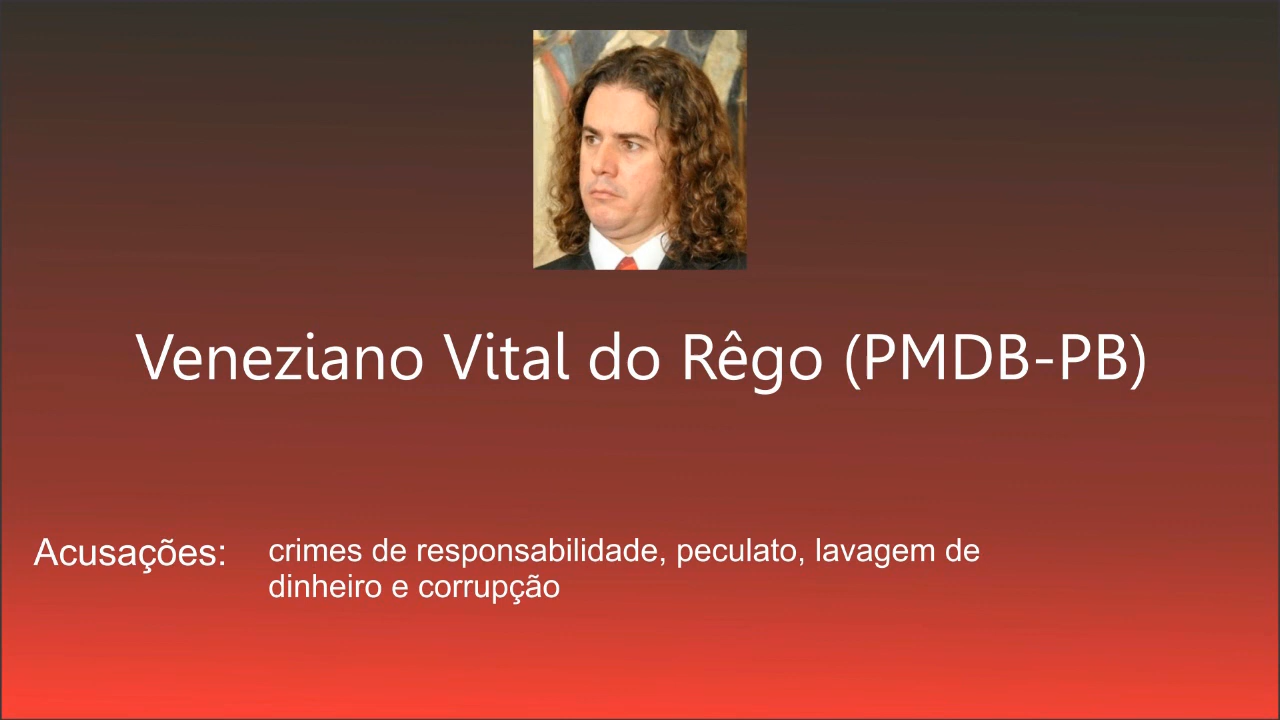 Veneziano Vital do Rêgo (PMDB-PB)
Acusações: crimes de responsabilidade, peculato, lavagem de
dinheiro e corrupção